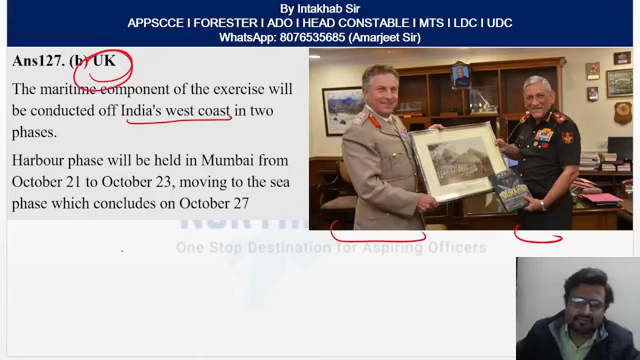 By Intakhab Sir
APPSCCE I FORESTER I ADO I HEAD CONSTABLE I MTS I LDC I UDC
WhatsApp: 8076535685 (Amarjeet Sir)
Ans127. (b) UK
The maritime component of the exercise will
be conducted off India's west coast in two
phases.
Harbour phase will be held in Mumbai from
October 21 to October 23, moving to the sea
phase which concludes on October 27
One Stop Destination for Aspiring Officers